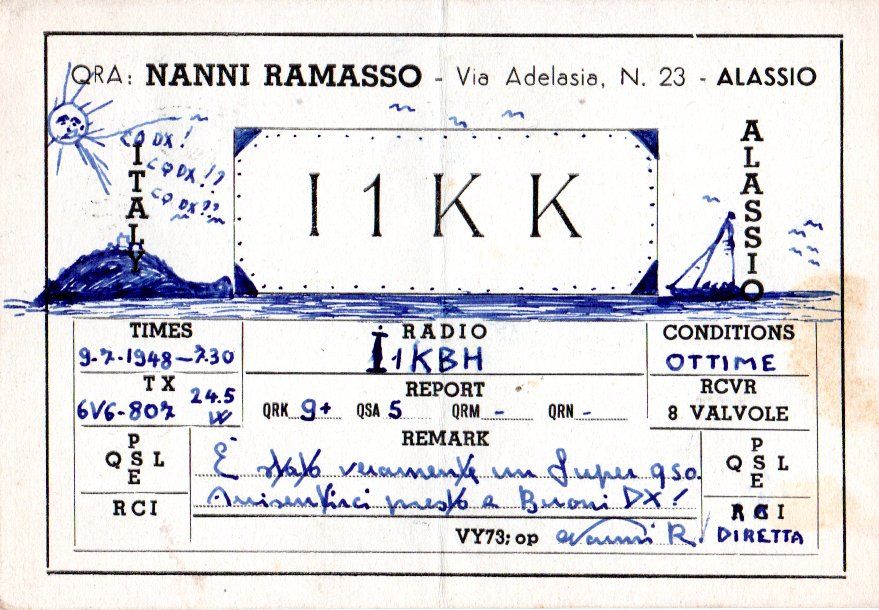 QRA: NANNI RAMASSO - Via Adelasia, N. 23 - ALASSIO
CQ DX!
CQ DX!?
CQ DX??
ITALY
I1KK
ALASSIO
TIMES
9-7-1948-7.30
RADIO
I1KBH
CONDITIONS
OTTIME
TX
6V6-807 24.5 W
REPORT
QRK 9+ QSA 5 QRM - QRN -
RCVR
8 VALVOLE
PSE QSL
RCI
REMARK
È stato veramente un Super qso.
Arisentirci presto e Buoni DX!
VY73; op Nanni R.
PSE QSL
DIRETTA